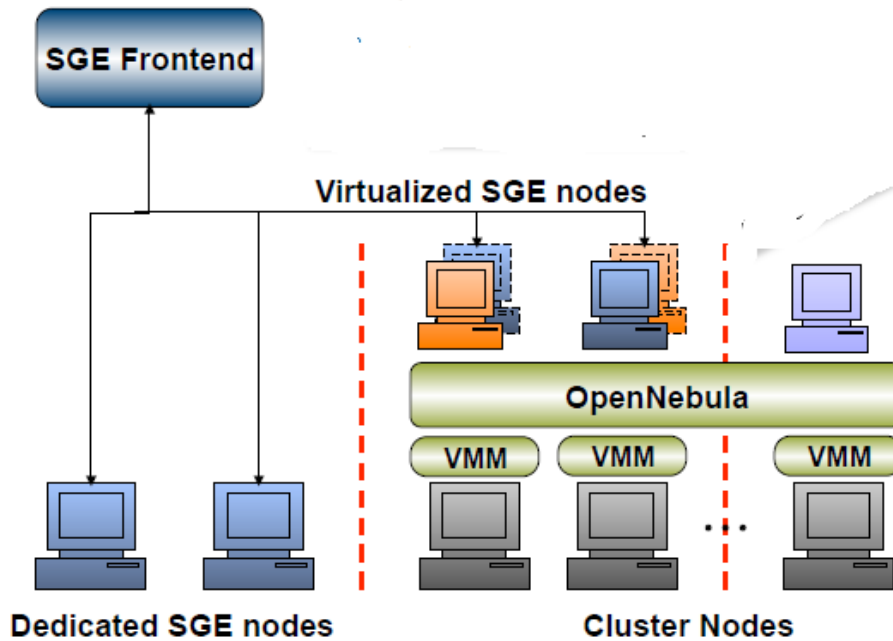 SGE Frontend
Virtualized SGE nodes
OpenNebula
VMM VMM VMM
...
Dedicated SGE nodes Cluster Nodes